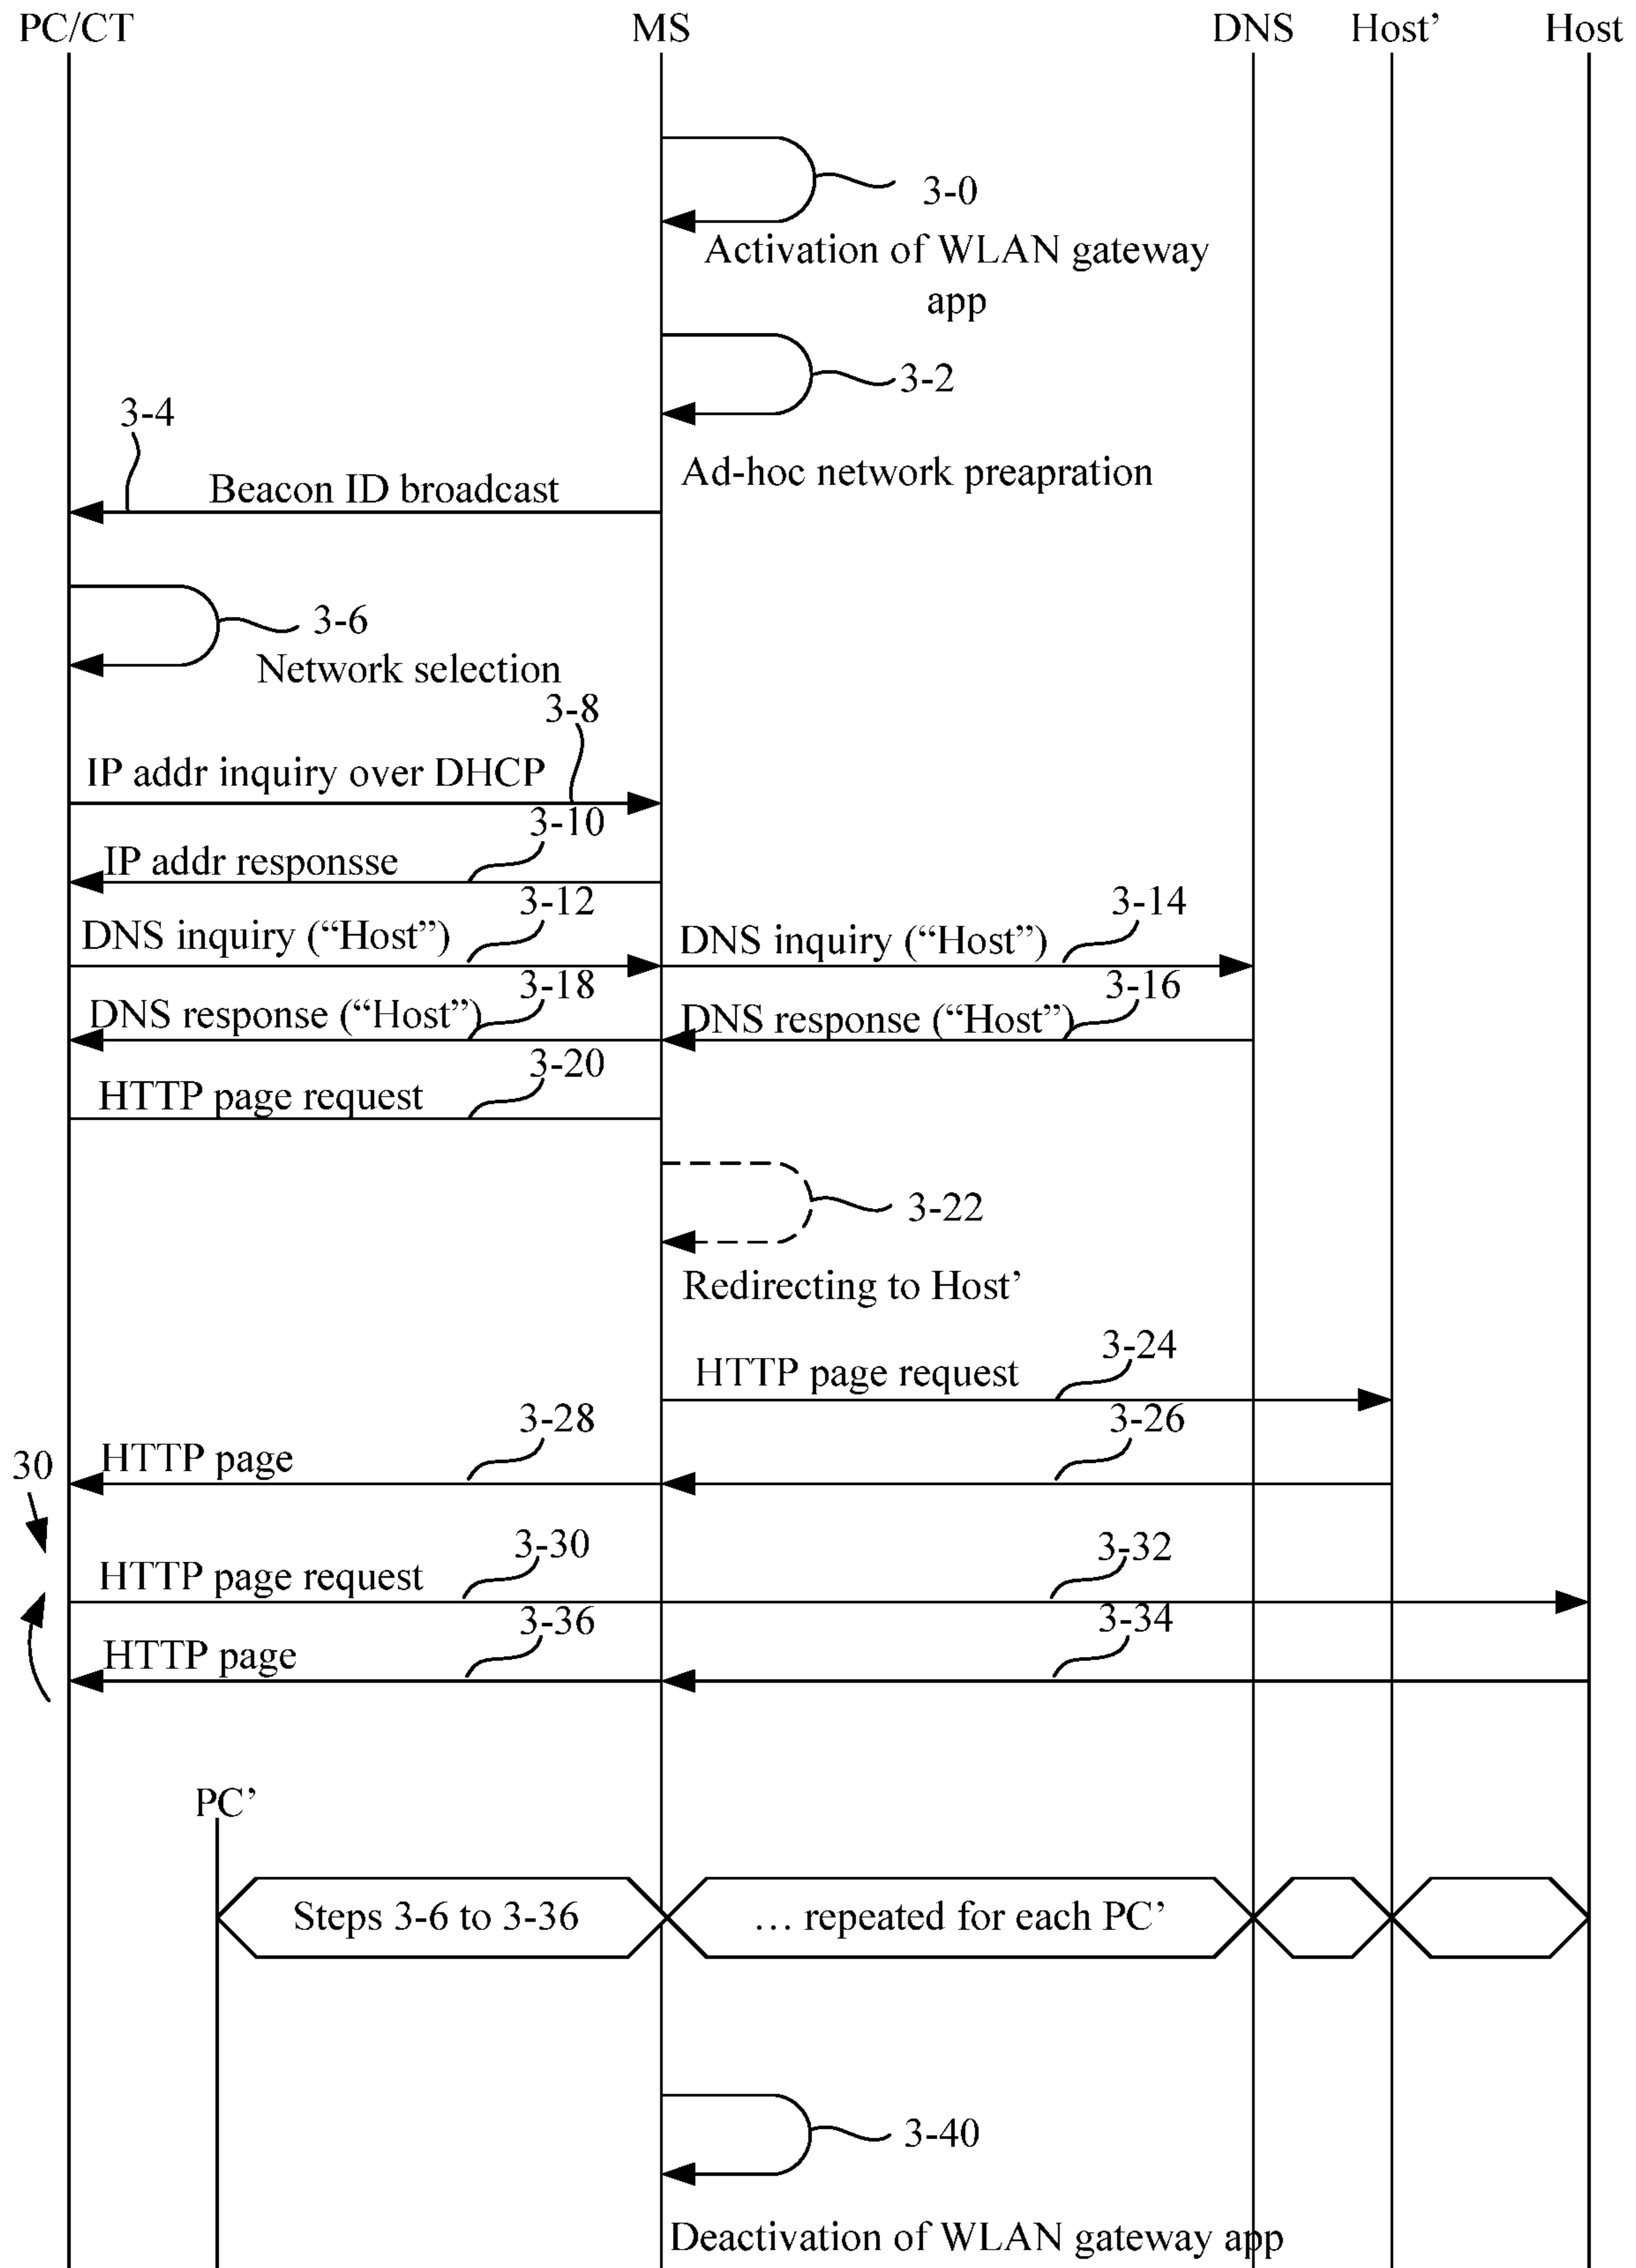 PC/CT
MS
DNS
Host’
Host
3-0
Activation of WLAN gateway
app
3-2
Ad-hoc network preapration
3-4
Beacon ID broadcast
3-6
Network selection
3-8
IP addr inquiry over DHCP
3-10
IP addr responsse
3-12
DNS inquiry (“Host”)
3-14
DNS inquiry (“Host”)
3-18
DNS response (“Host”)
3-16
DNS response (“Host”)
3-20
HTTP page request
3-22
Redirecting to Host’
3-24
HTTP page request
3-28
HTTP page
3-26
30
3-30
HTTP page request
3-32
3-36
HTTP page
3-34
PC’
Steps 3-6 to 3-36
... repeated for each PC’
3-40
Deactivation of WLAN gateway app